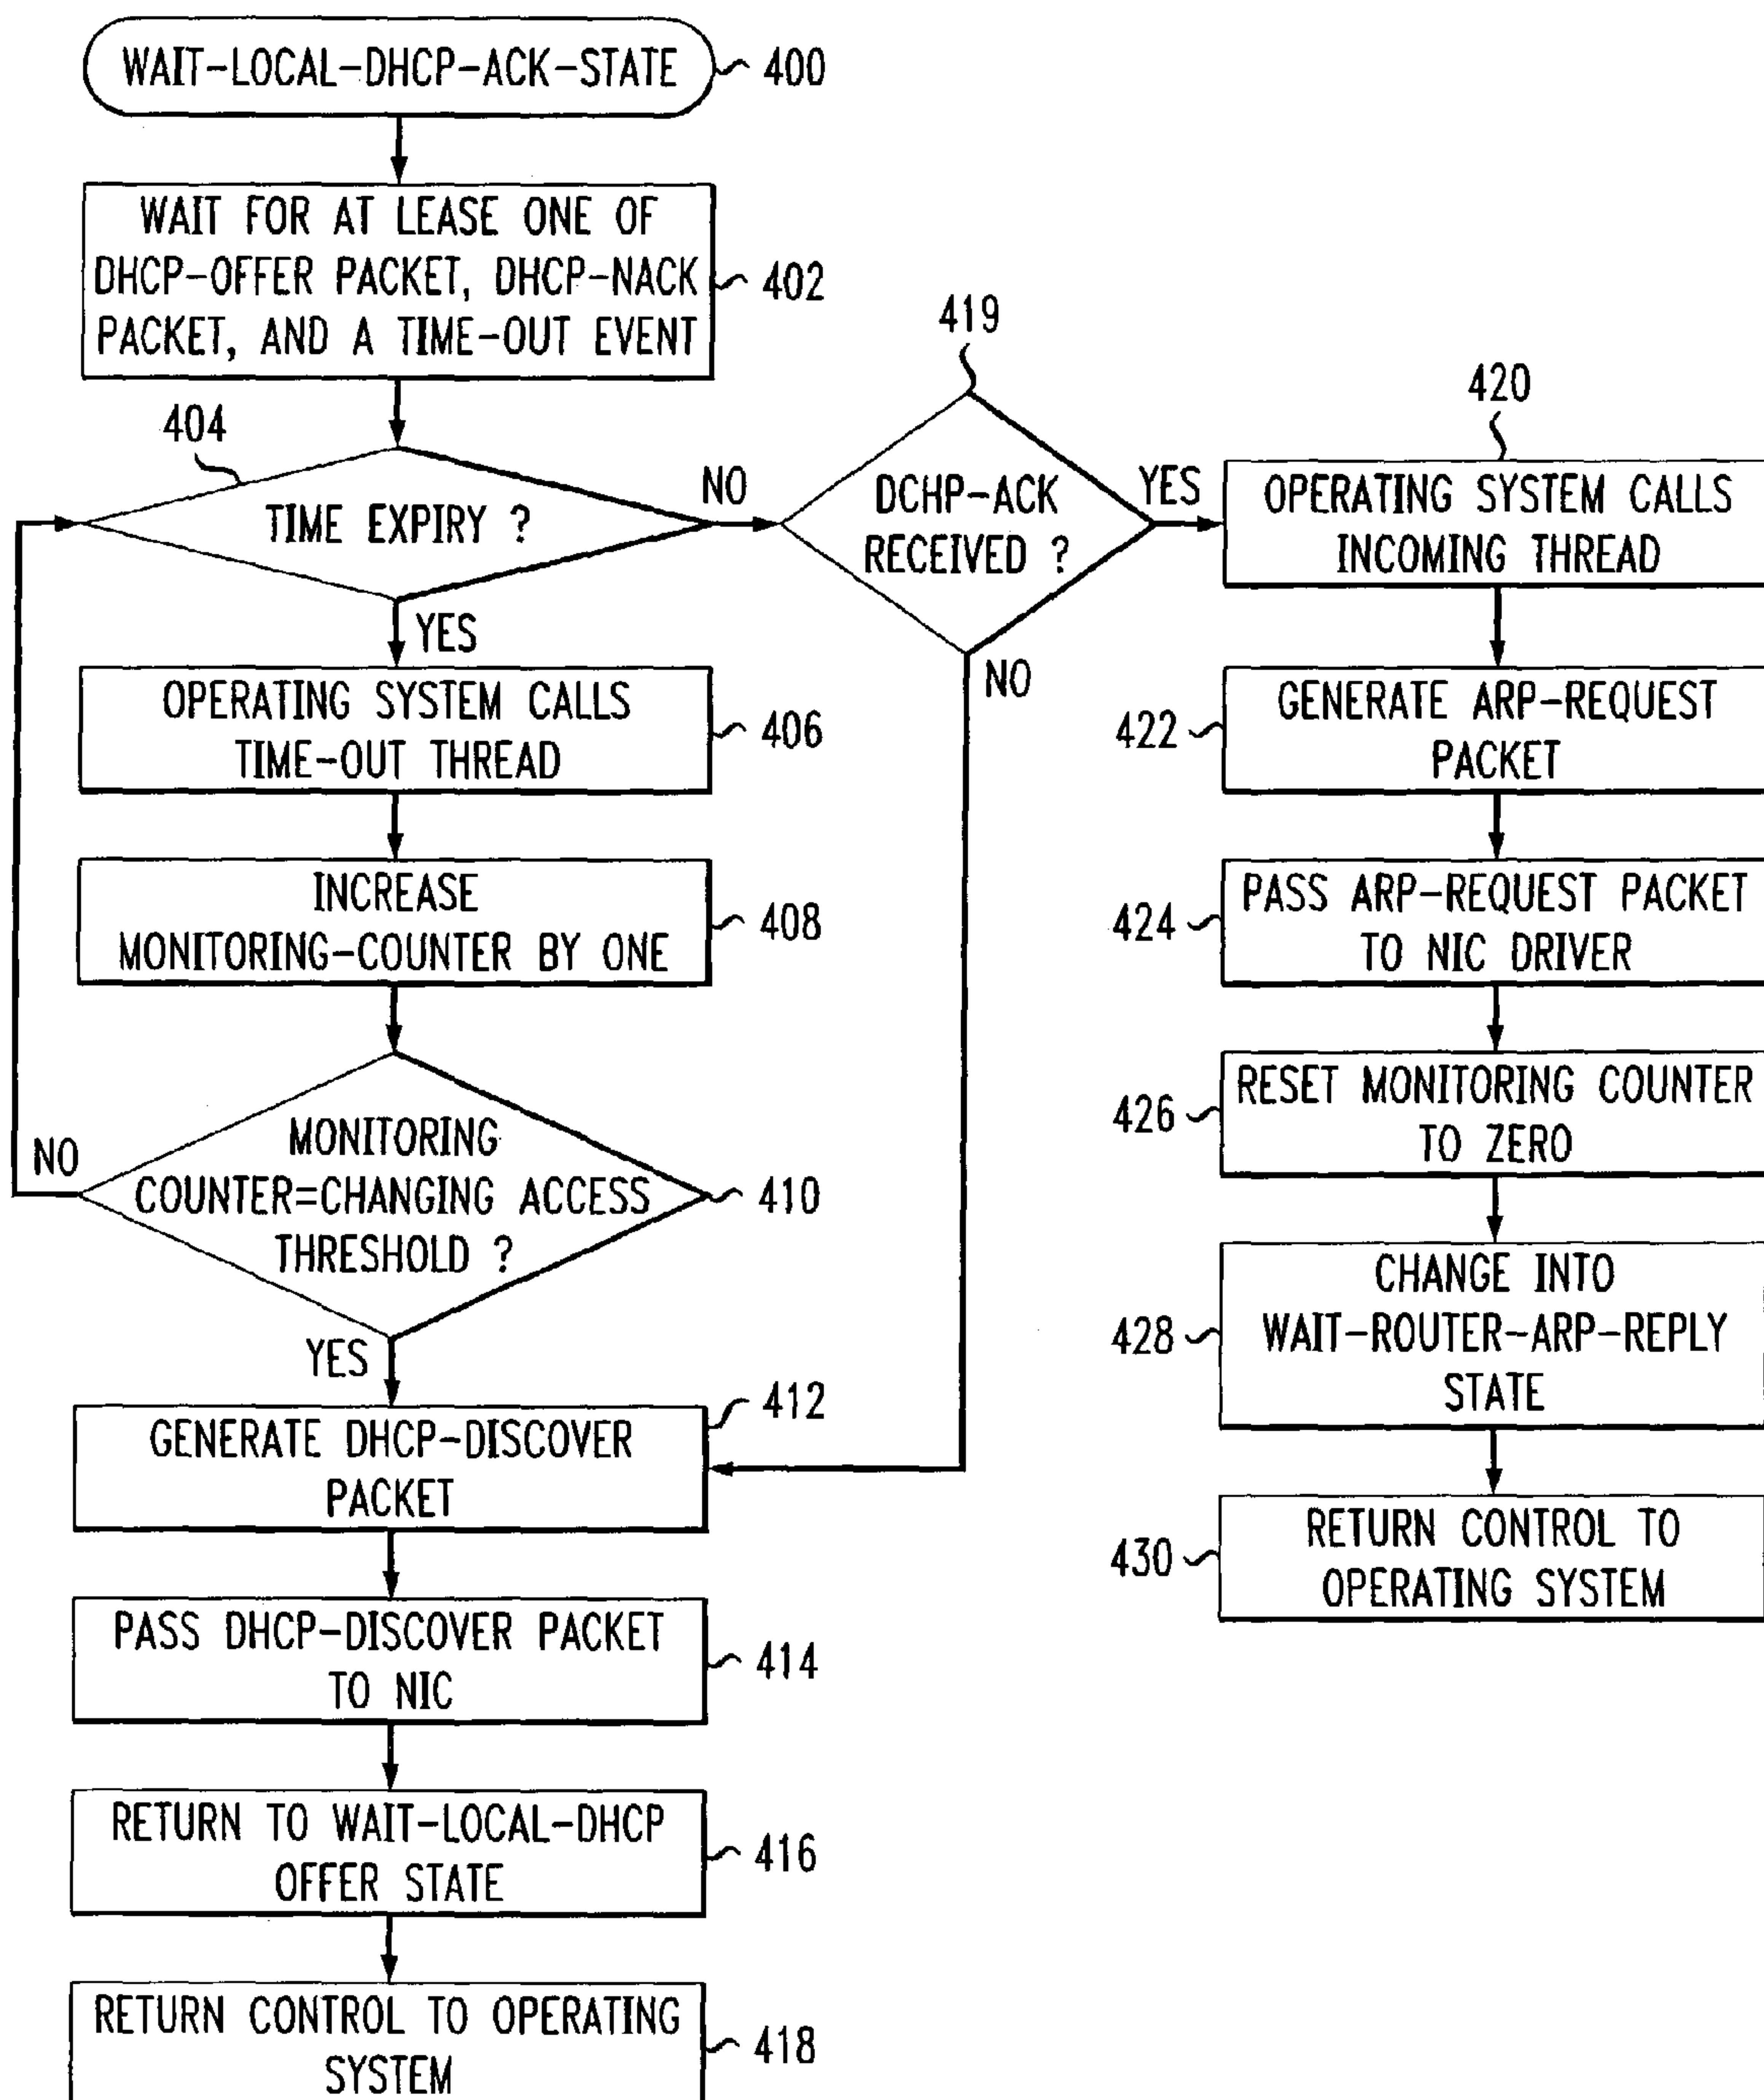 WAIT-LOCAL-DHCP-ACK-STATE
400
WAIT FOR AT LEASE ONE OF
DHCP-OFFER PACKET, DHCP-NACK
PACKET, AND A TIME-OUT EVENT
402
404
TIME EXPIRY ?
NO
YES
419
DCHP-ACK
RECEIVED ?
YES
NO
420
OPERATING SYSTEM CALLS
INCOMING THREAD
OPERATING SYSTEM CALLS
TIME-OUT THREAD
406
422
GENERATE ARP-REQUEST
PACKET
INCREASE
MONITORING-COUNTER BY ONE
408
424
PASS ARP-REQUEST PACKET
TO NIC DRIVER
MONITORING
COUNTER=CHANGING ACCESS
THRESHOLD ?
410
NO
YES
426
RESET MONITORING COUNTER
TO ZERO
428
CHANGE INTO
WAIT-ROUTER-ARP-REPLY
STATE
GENERATE DHCP-DISCOVER
PACKET
412
430
RETURN CONTROL TO
OPERATING SYSTEM
PASS DHCP-DISCOVER PACKET
TO NIC
414
RETURN TO WAIT-LOCAL-DHCP
OFFER STATE
416
RETURN CONTROL TO OPERATING
SYSTEM
418